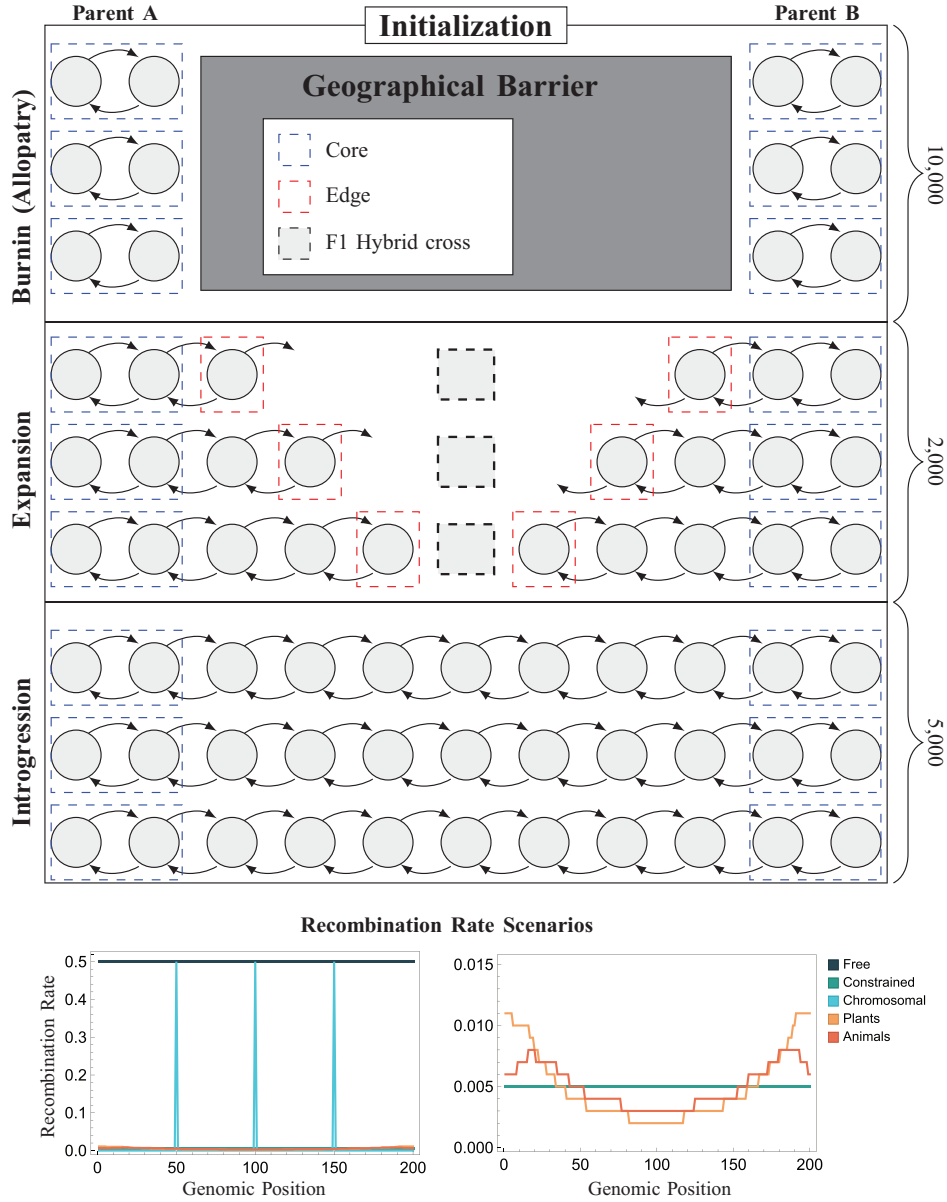 Parent A
Initialization
Parent B
Burnin (Allopatry)
Geographical Barrier
Core
Edge
F1 Hybrid cross
10,000
Expansion
2,000
Introgression
5,000
Recombination Rate Scenarios
Recombination Rate
0.5
0.4
0.3
0.2
0.1
0.0
0 50 100 150 200
Genomic Position
0.015
0.010
0.005
0.000
0 50 100 150 200
Genomic Position
Free
Constrained
Chromosomal
Plants
Animals